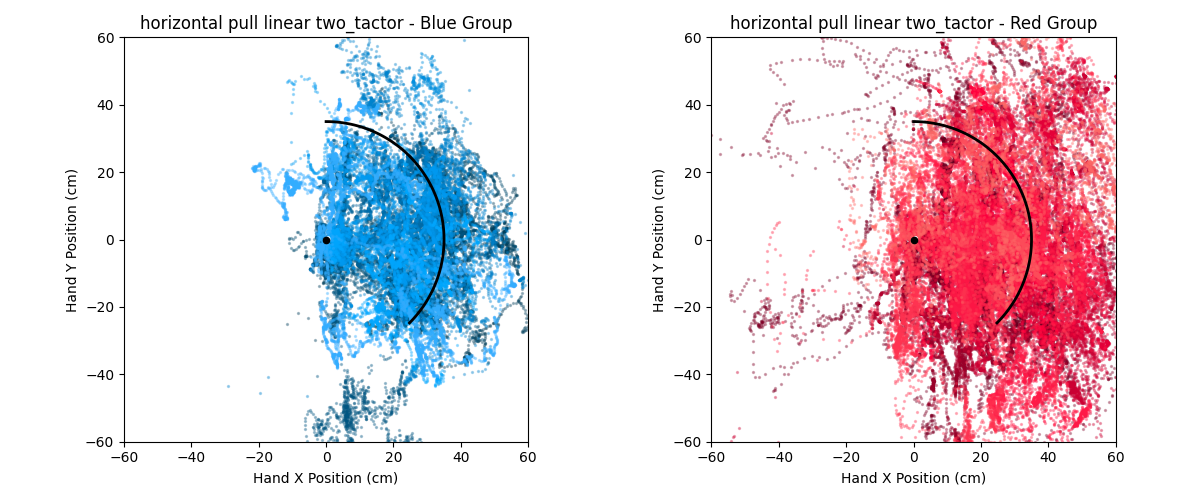 horizontal pull linear two_tactor - Blue Group
60
40
20
0
−20
−40
−60
Hand Y Position (cm)
−60 −40 −20 0 20 40 60
Hand X Position (cm)
horizontal pull linear two_tactor - Red Group
60
40
20
0
−20
−40
−60
Hand Y Position (cm)
−60 −40 −20 0 20 40 60
Hand X Position (cm)